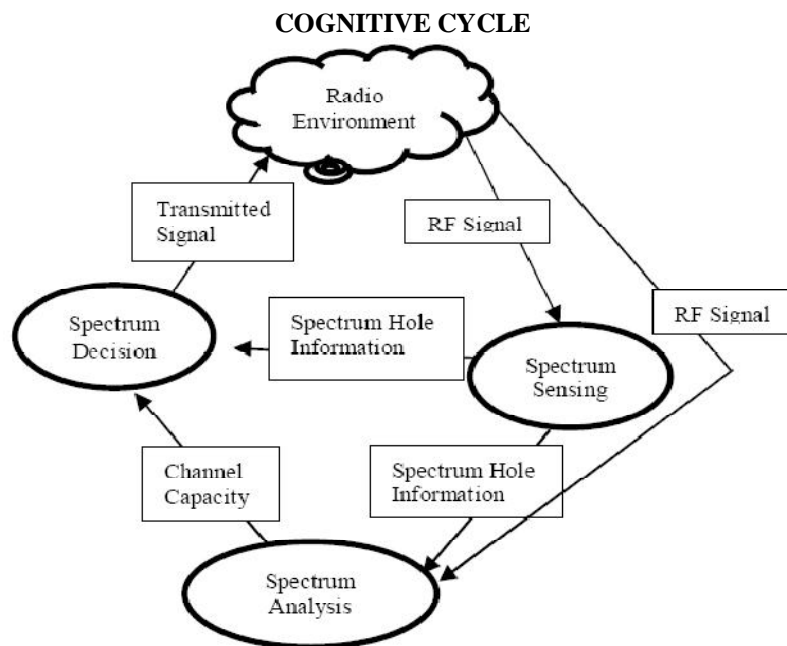 COGNITIVE CYCLE
Radio
Environment
Transmitted
Signal
RF Signal
RF Signal
Spectrum
Decision
Spectrum Hole
Information
Spectrum
Sensing
Channel
Capacity
Spectrum Hole
Information
Spectrum
Analysis